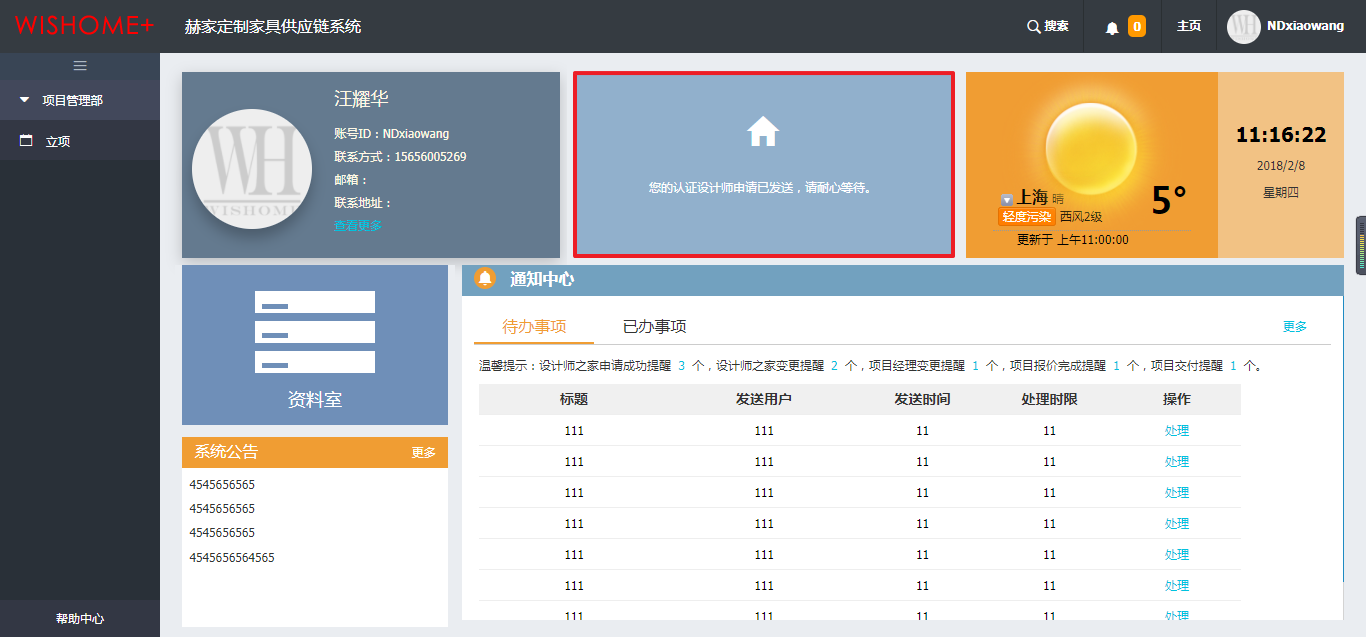 WISHOME+
赫家定制家具供应链系统
搜索
0
主页
NDxiaowang
项目管理部
立项
帮助中心
WH
WISHOME
汪耀华
账号ID：NDxiaowang
联系方式：15656005269
邮箱：
联系地址：
查看更多
您的认证设计师申请已发送，请耐心等待。
上海 晴
轻度污染 西风2级
5°
更新于 上午11:00:00
11:16:22
2018/2/8
星期四
资料室
系统公告 更多
4545656565
4545656565
4545656565
4545656564565
通知中心
待办事项 已办事项 更多
温馨提示：设计师之家申请成功提醒 3 个，设计师之家变更提醒 2 个，项目经理变更提醒 1 个，项目报价完成提醒 1 个，项目交付提醒 1 个。
标题 发送用户 发送时间 处理时限 操作
111 111 11 11 处理
111 111 11 11 处理
111 111 11 11 处理
111 111 11 11 处理
111 111 11 11 处理
111 111 11 11 处理
111 111 11 11 处理